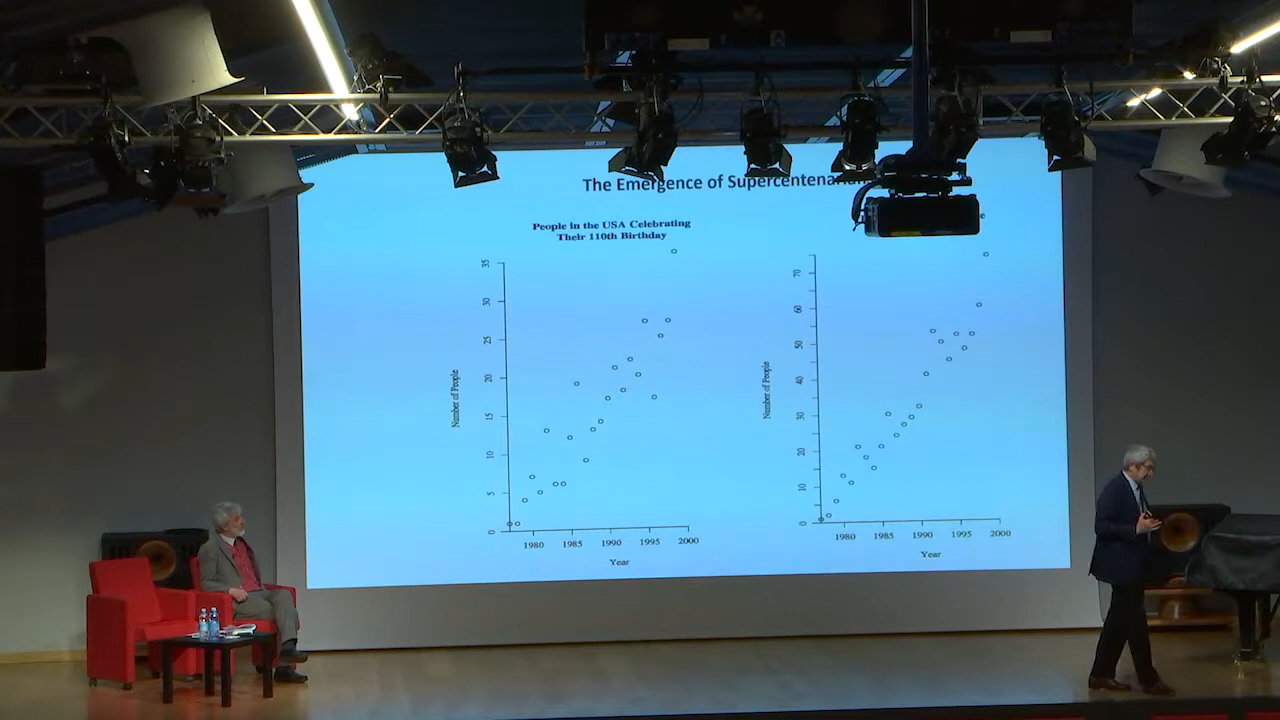 The Emergence of
People in the USA Celebrating
Their 110th Birthday
35
30
25
20
15
10
5
0
Number of People
1980 1985 1990 1995 2000
Year
70
60
50
40
30
20
10
0
Number of People
1980 1985 1990 1995 2000
Year